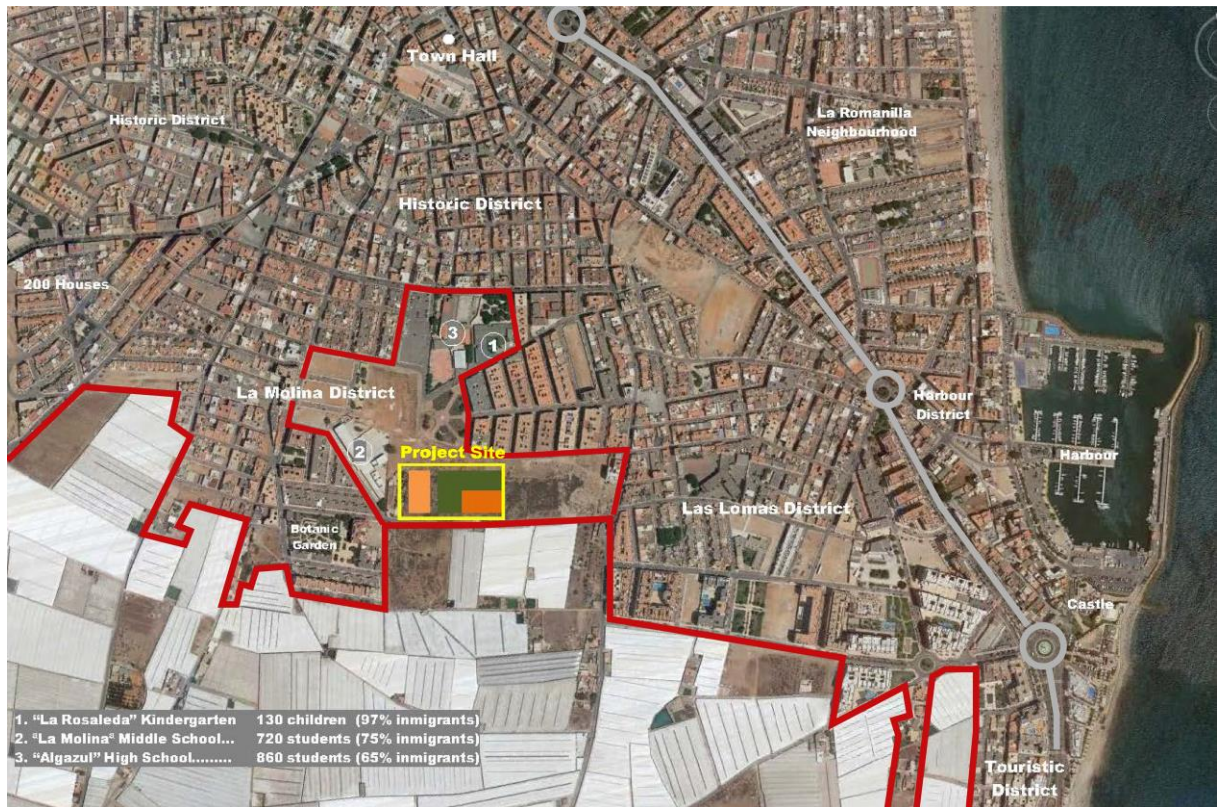 Town Hall
Historic District
La Romanilla
Neighbourhood
Historic District
200 Houses
3
1
La Molina District
Harbour
District
2
Project Site
Harbour
Las Lomas District
Botanic
Garden
Castle
1. “La Rosaleda” Kindergarten 130 children (97% inmigrants)
2. “La Molina” Middle School... 720 students (75% inmigrants)
3. “Algazul” High School......... 860 students (65% inmigrants)
Touristic
District